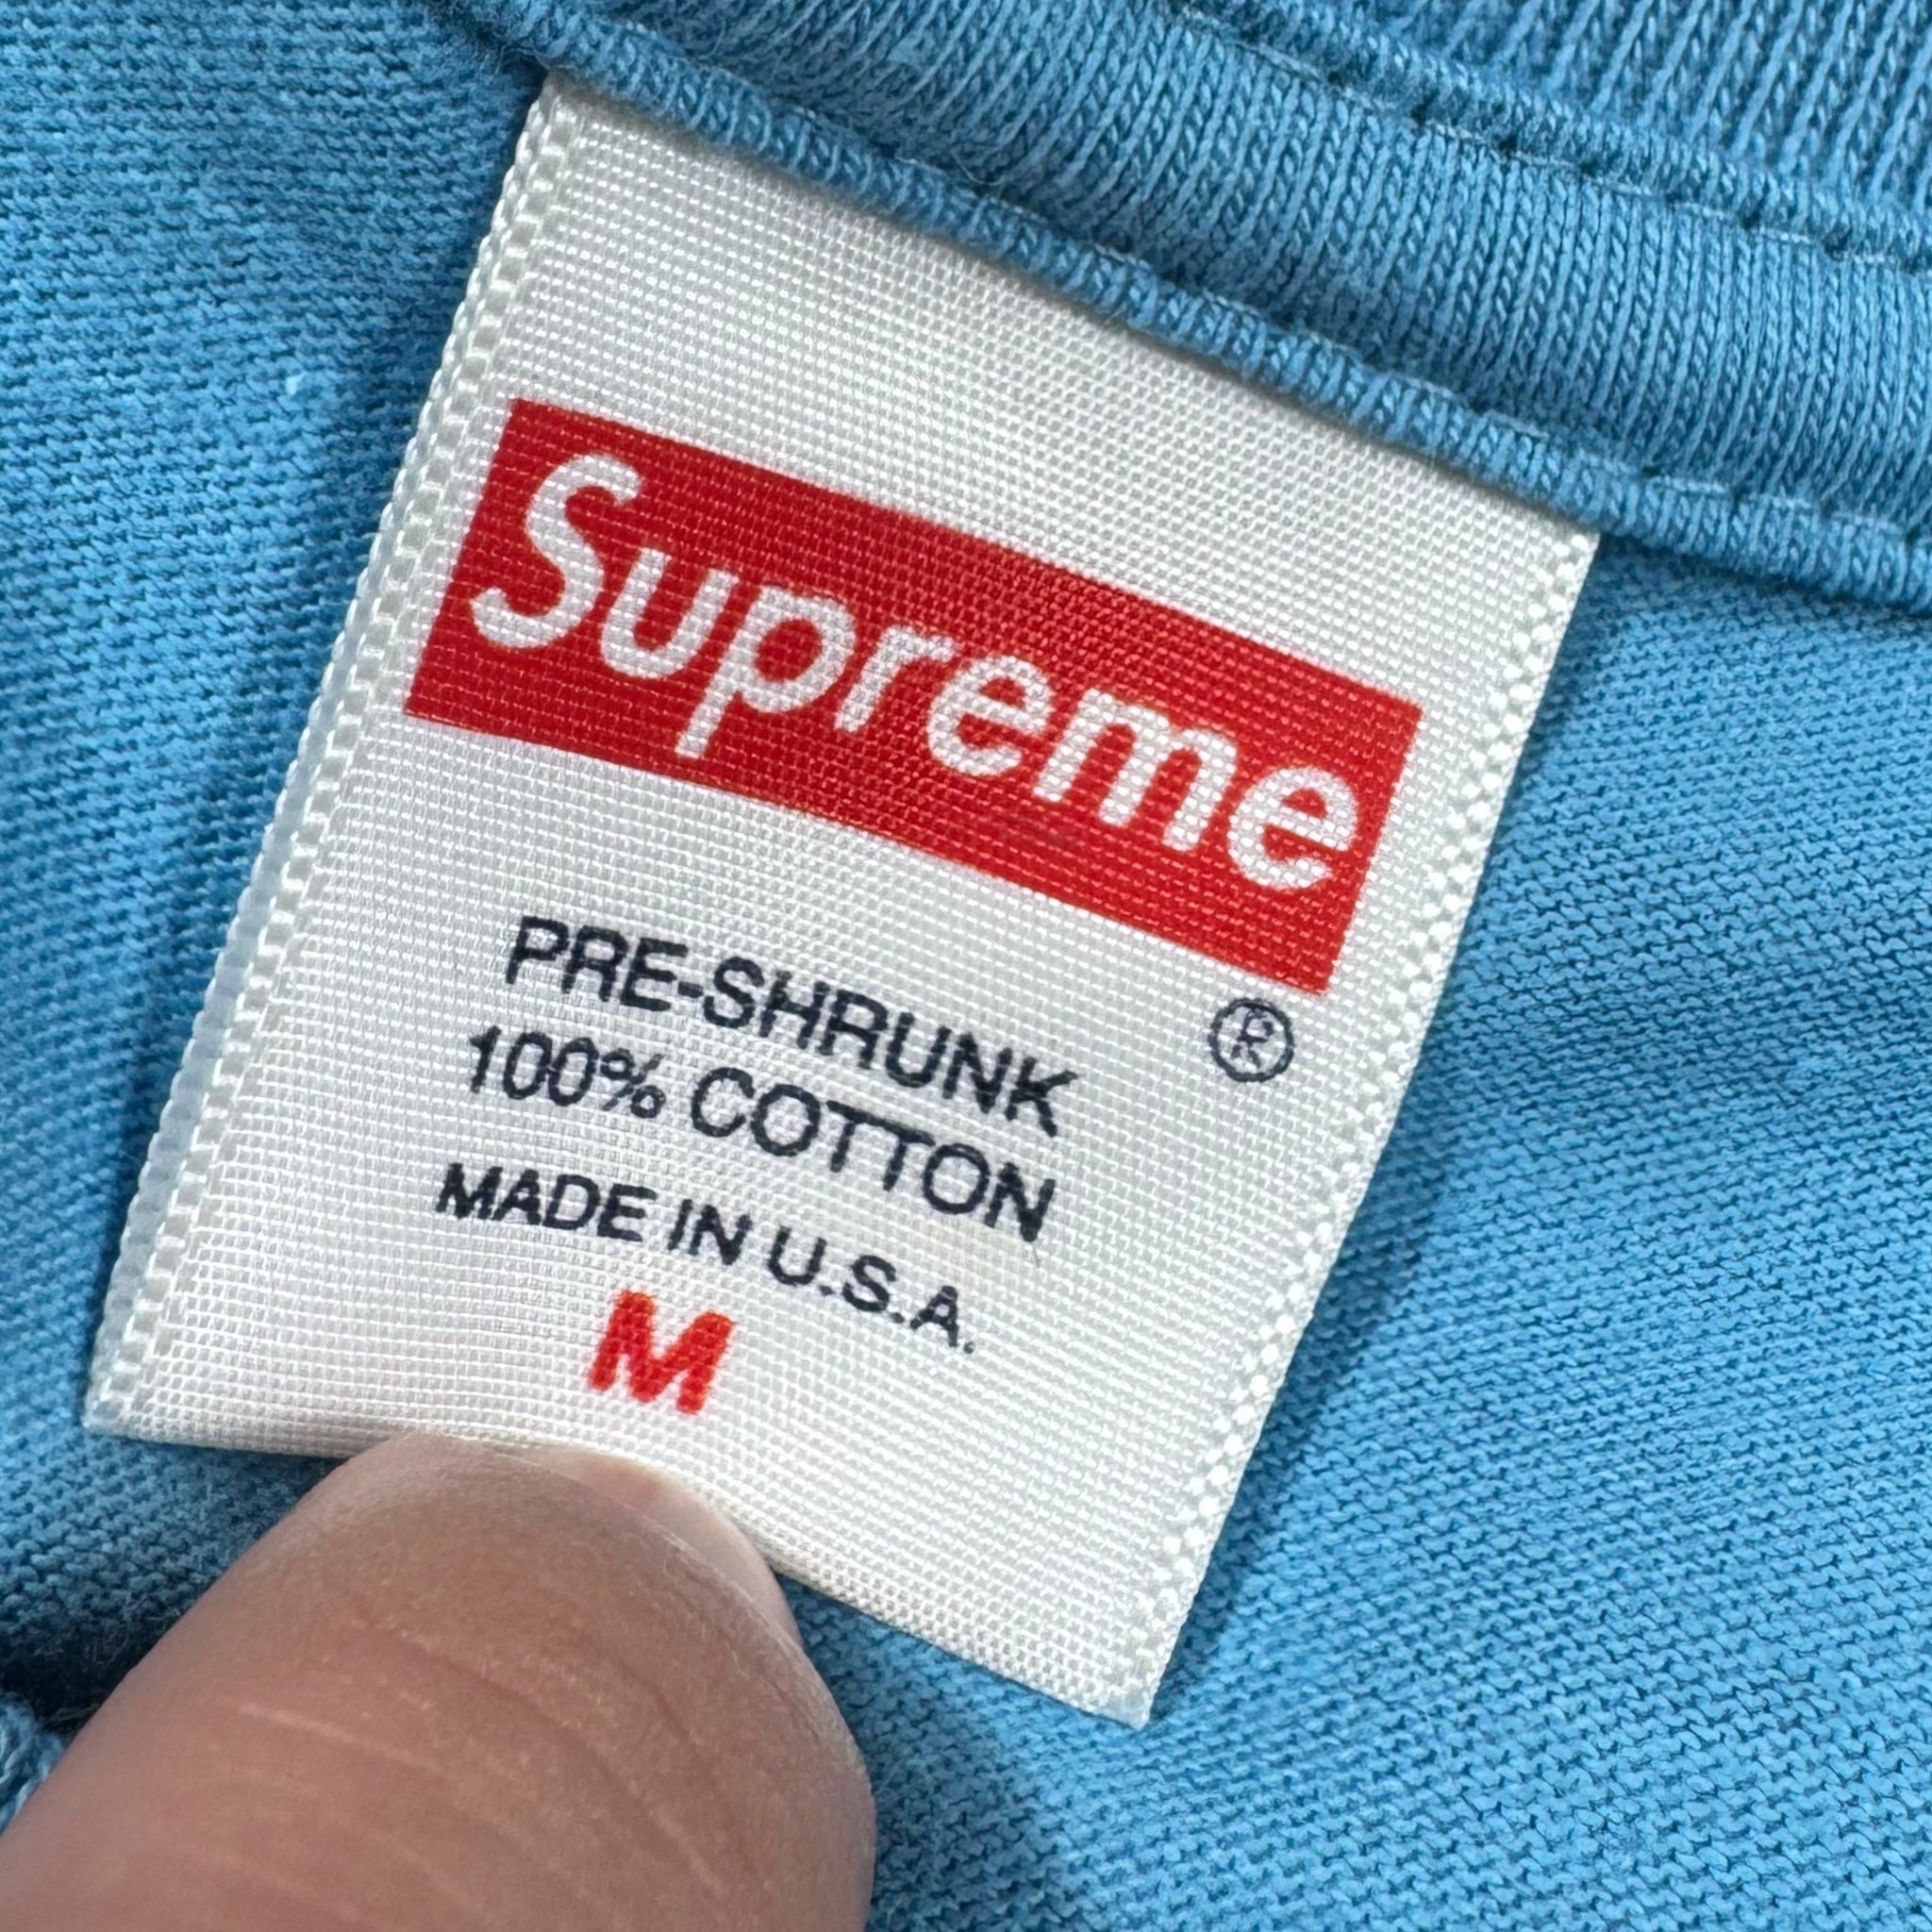 Supreme
®
PRE-SHRUNK
100% COTTON
MADE IN U.S.A.
M